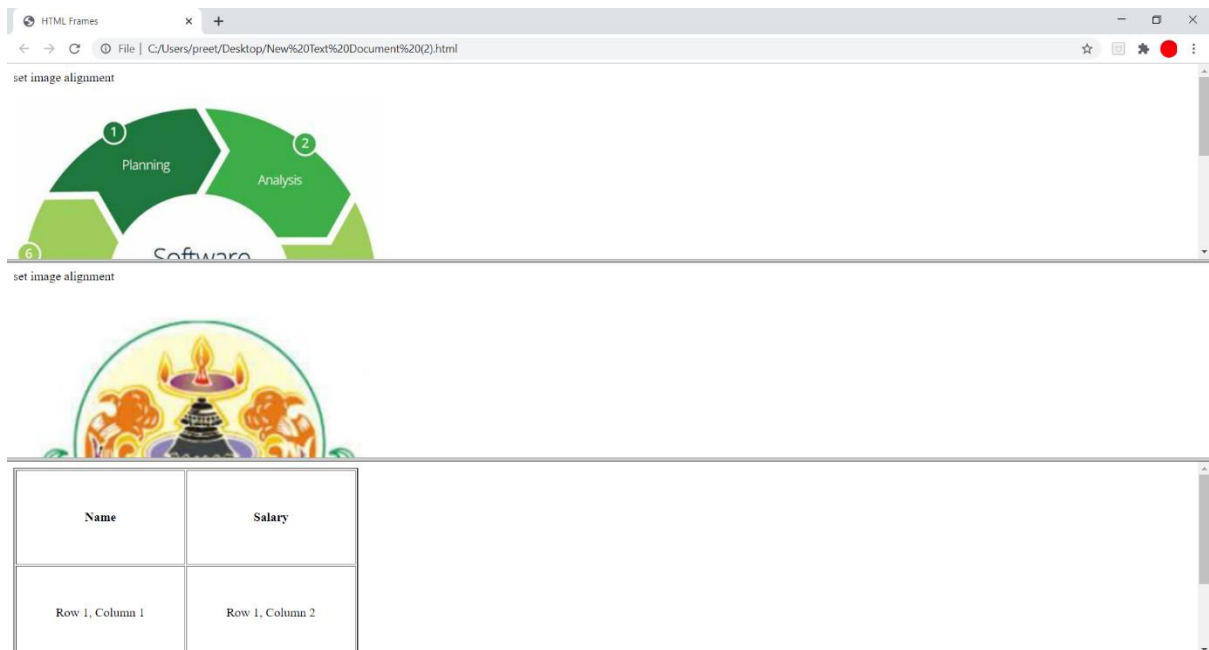 HTML Frames
File | C:/Users/preet/Desktop/New%20Text%20Document%20(2).html
set image alignment
1
2
Planning
Analysis
6
Software
set image alignment
Name Salary
Row 1, Column 1 Row 1, Column 2